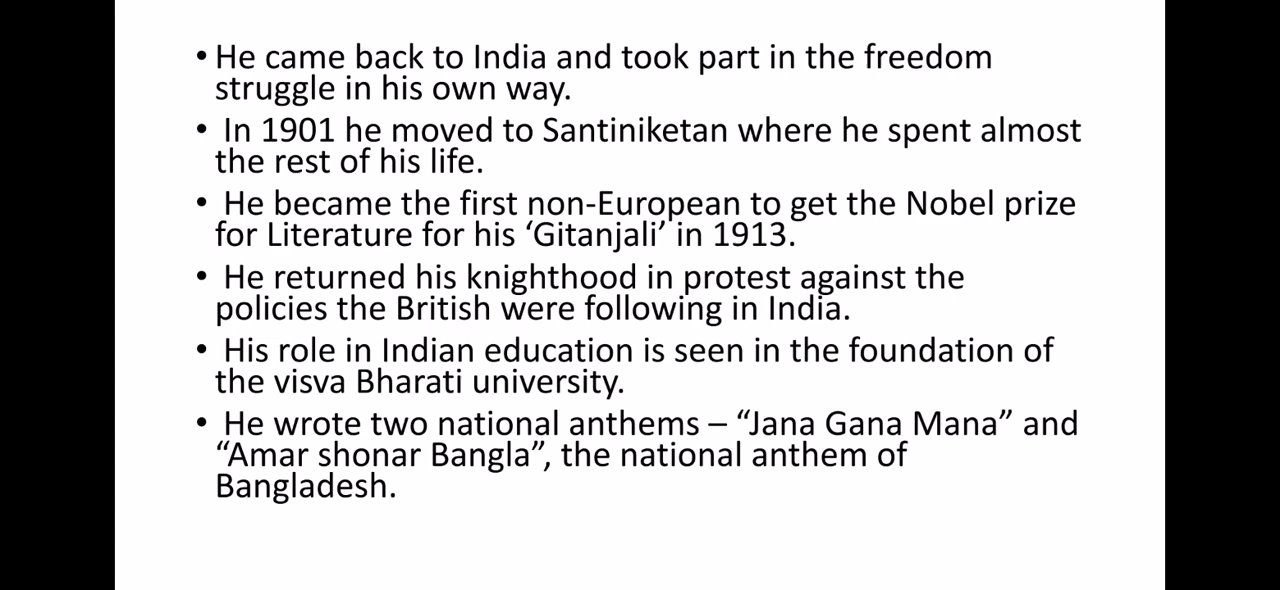 • He came back to India and took part in the freedom
struggle in his own way.
• In 1901 he moved to Santiniketan where he spent almost
the rest of his life.
• He became the first non-European to get the Nobel prize
for Literature for his ‘Gitanjali’ in 1913.
• He returned his knighthood in protest against the
policies the British were following in India.
• His role in Indian education is seen in the foundation of
the visva Bharati university.
• He wrote two national anthems – “Jana Gana Mana” and
“Amar shonar Bangla”, the national anthem of
Bangladesh.